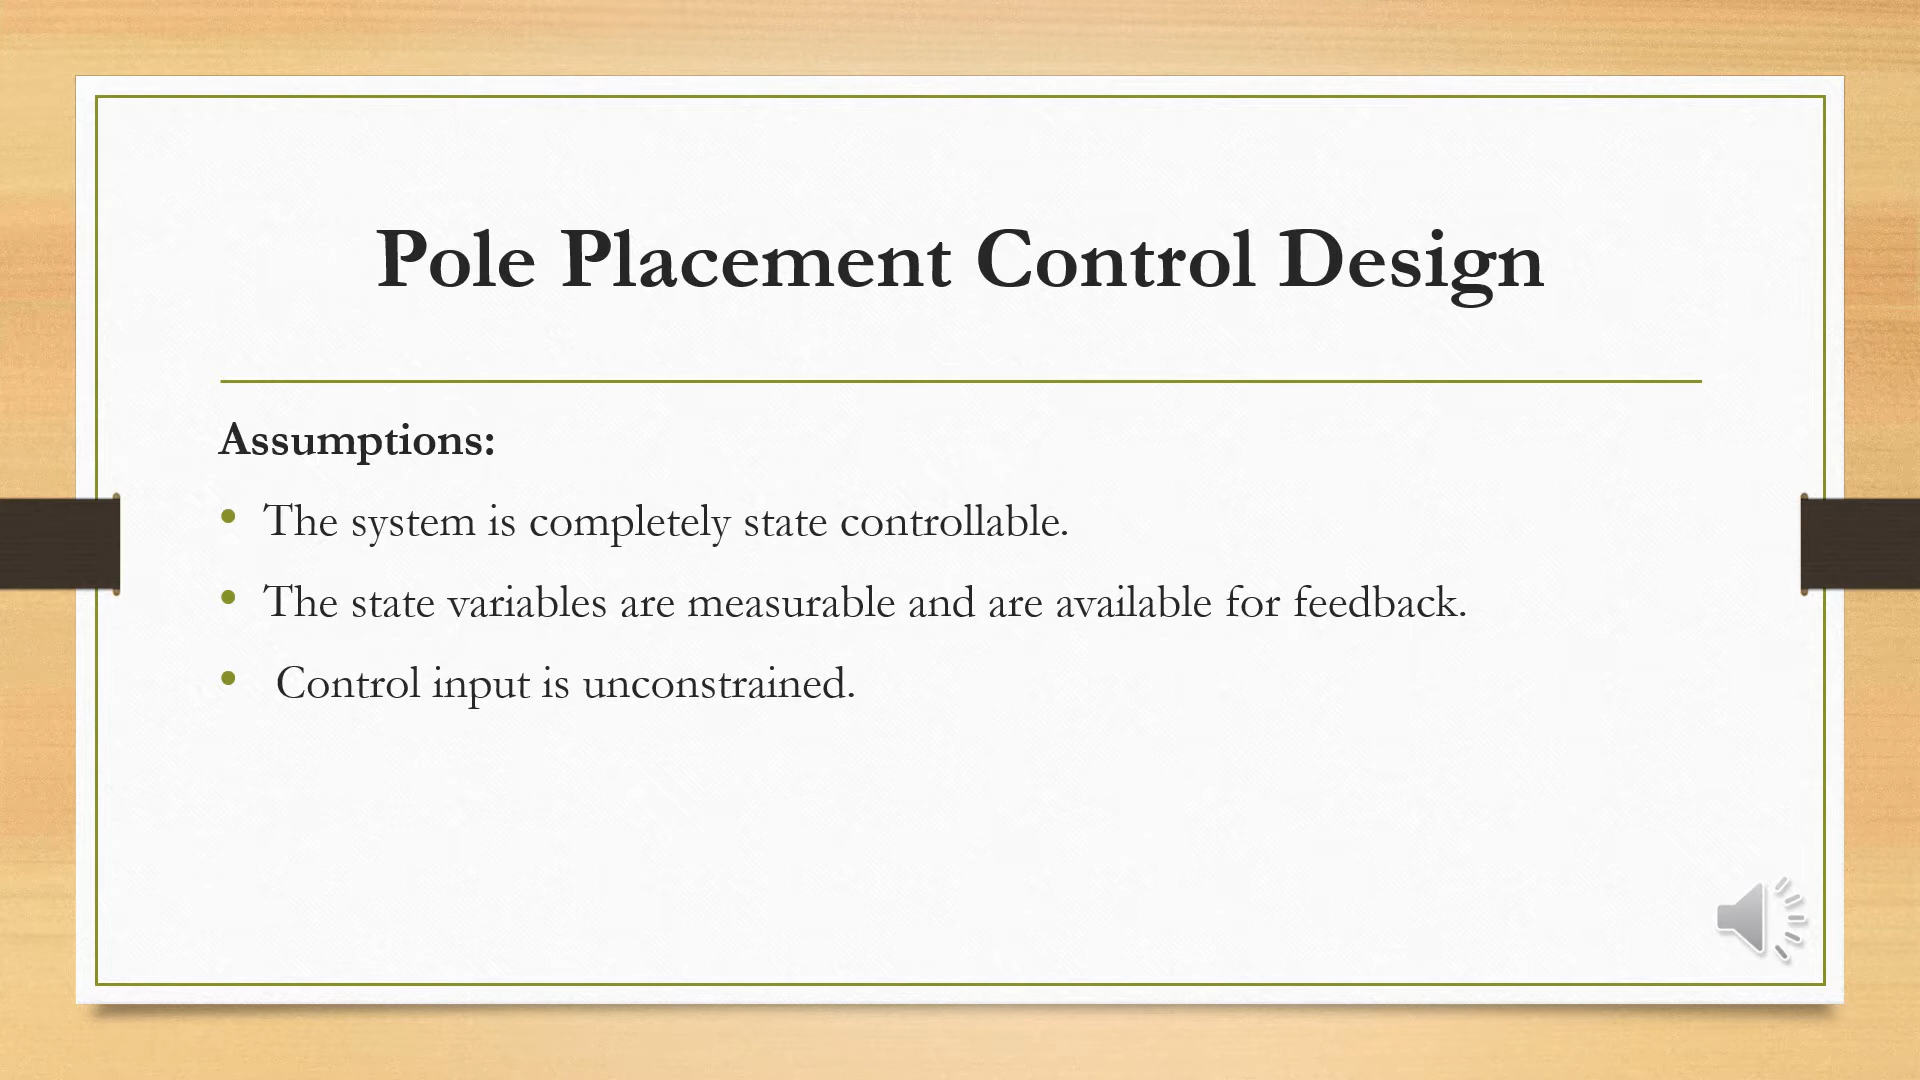 Pole Placement Control Design
Assumptions:
• The system is completely state controllable.
• The state variables are measurable and are available for feedback.
• Control input is unconstrained.